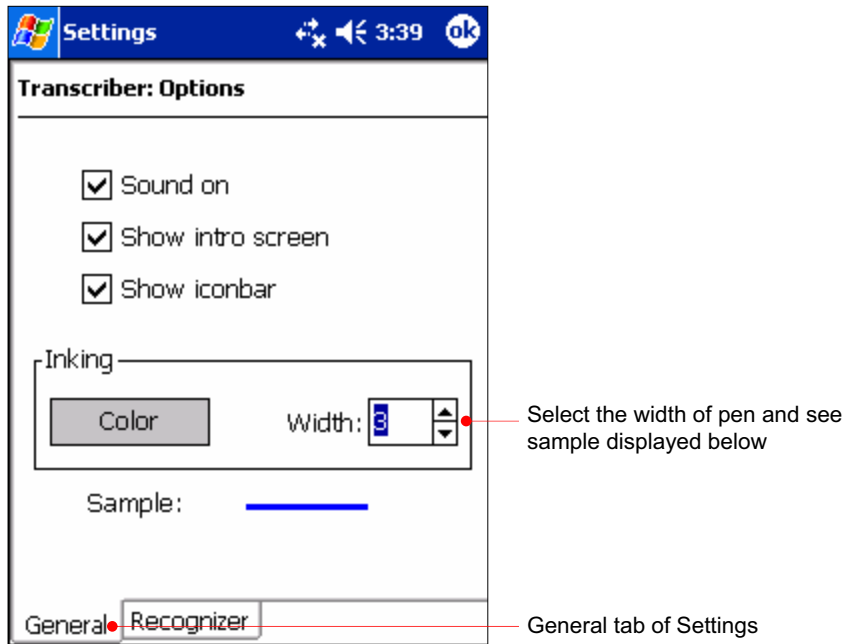 Settings 3:39 ok
Transcriber: Options
Sound on
Show intro screen
Show iconbar
Inking
Color Width: 3
Select the width of pen and see
sample displayed below
Sample:
General Recognizer
General tab of Settings